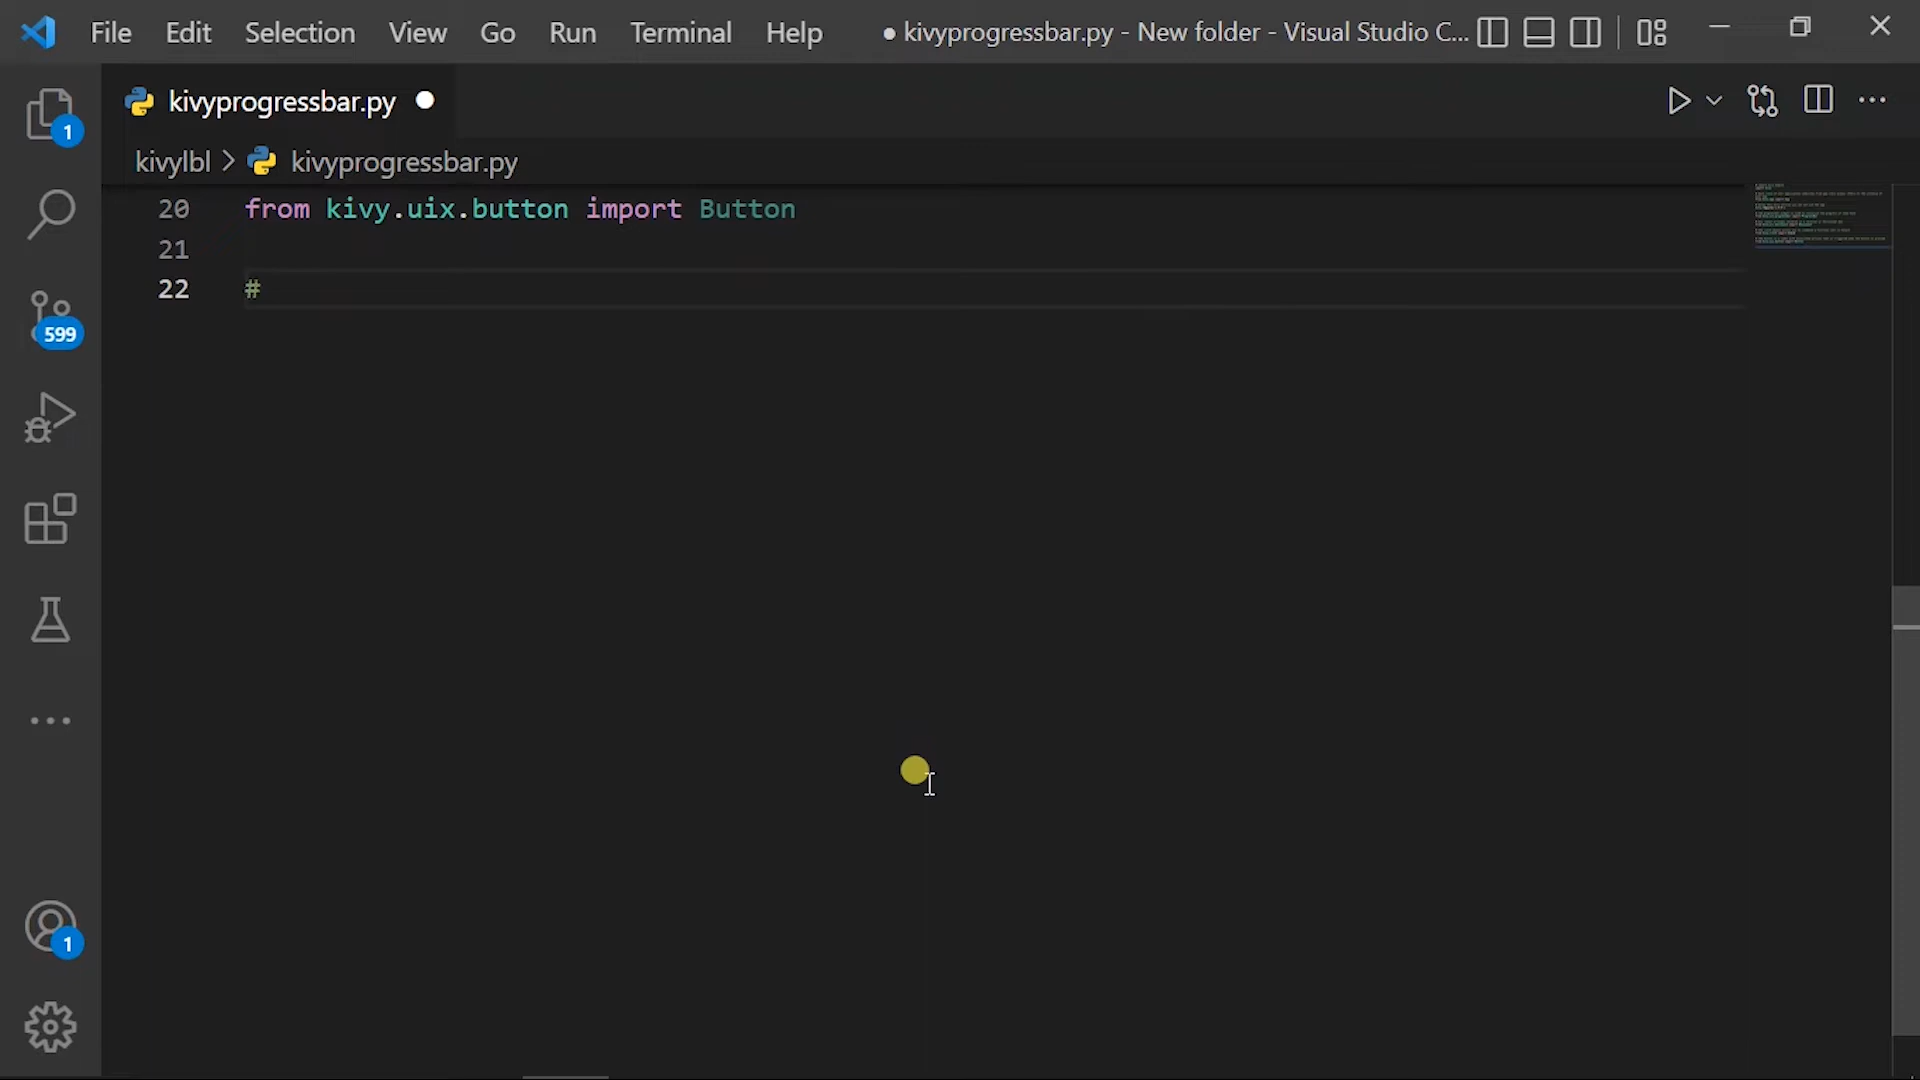 File Edit Selection View Go Run Terminal Help ● kivyprogressbar.py - New folder - Visual Studio C...
kivyprogressbar.py
kivylbl > kivyprogressbar.py
20 from kivy.uix.button import Button
21
22 #
1
599
1